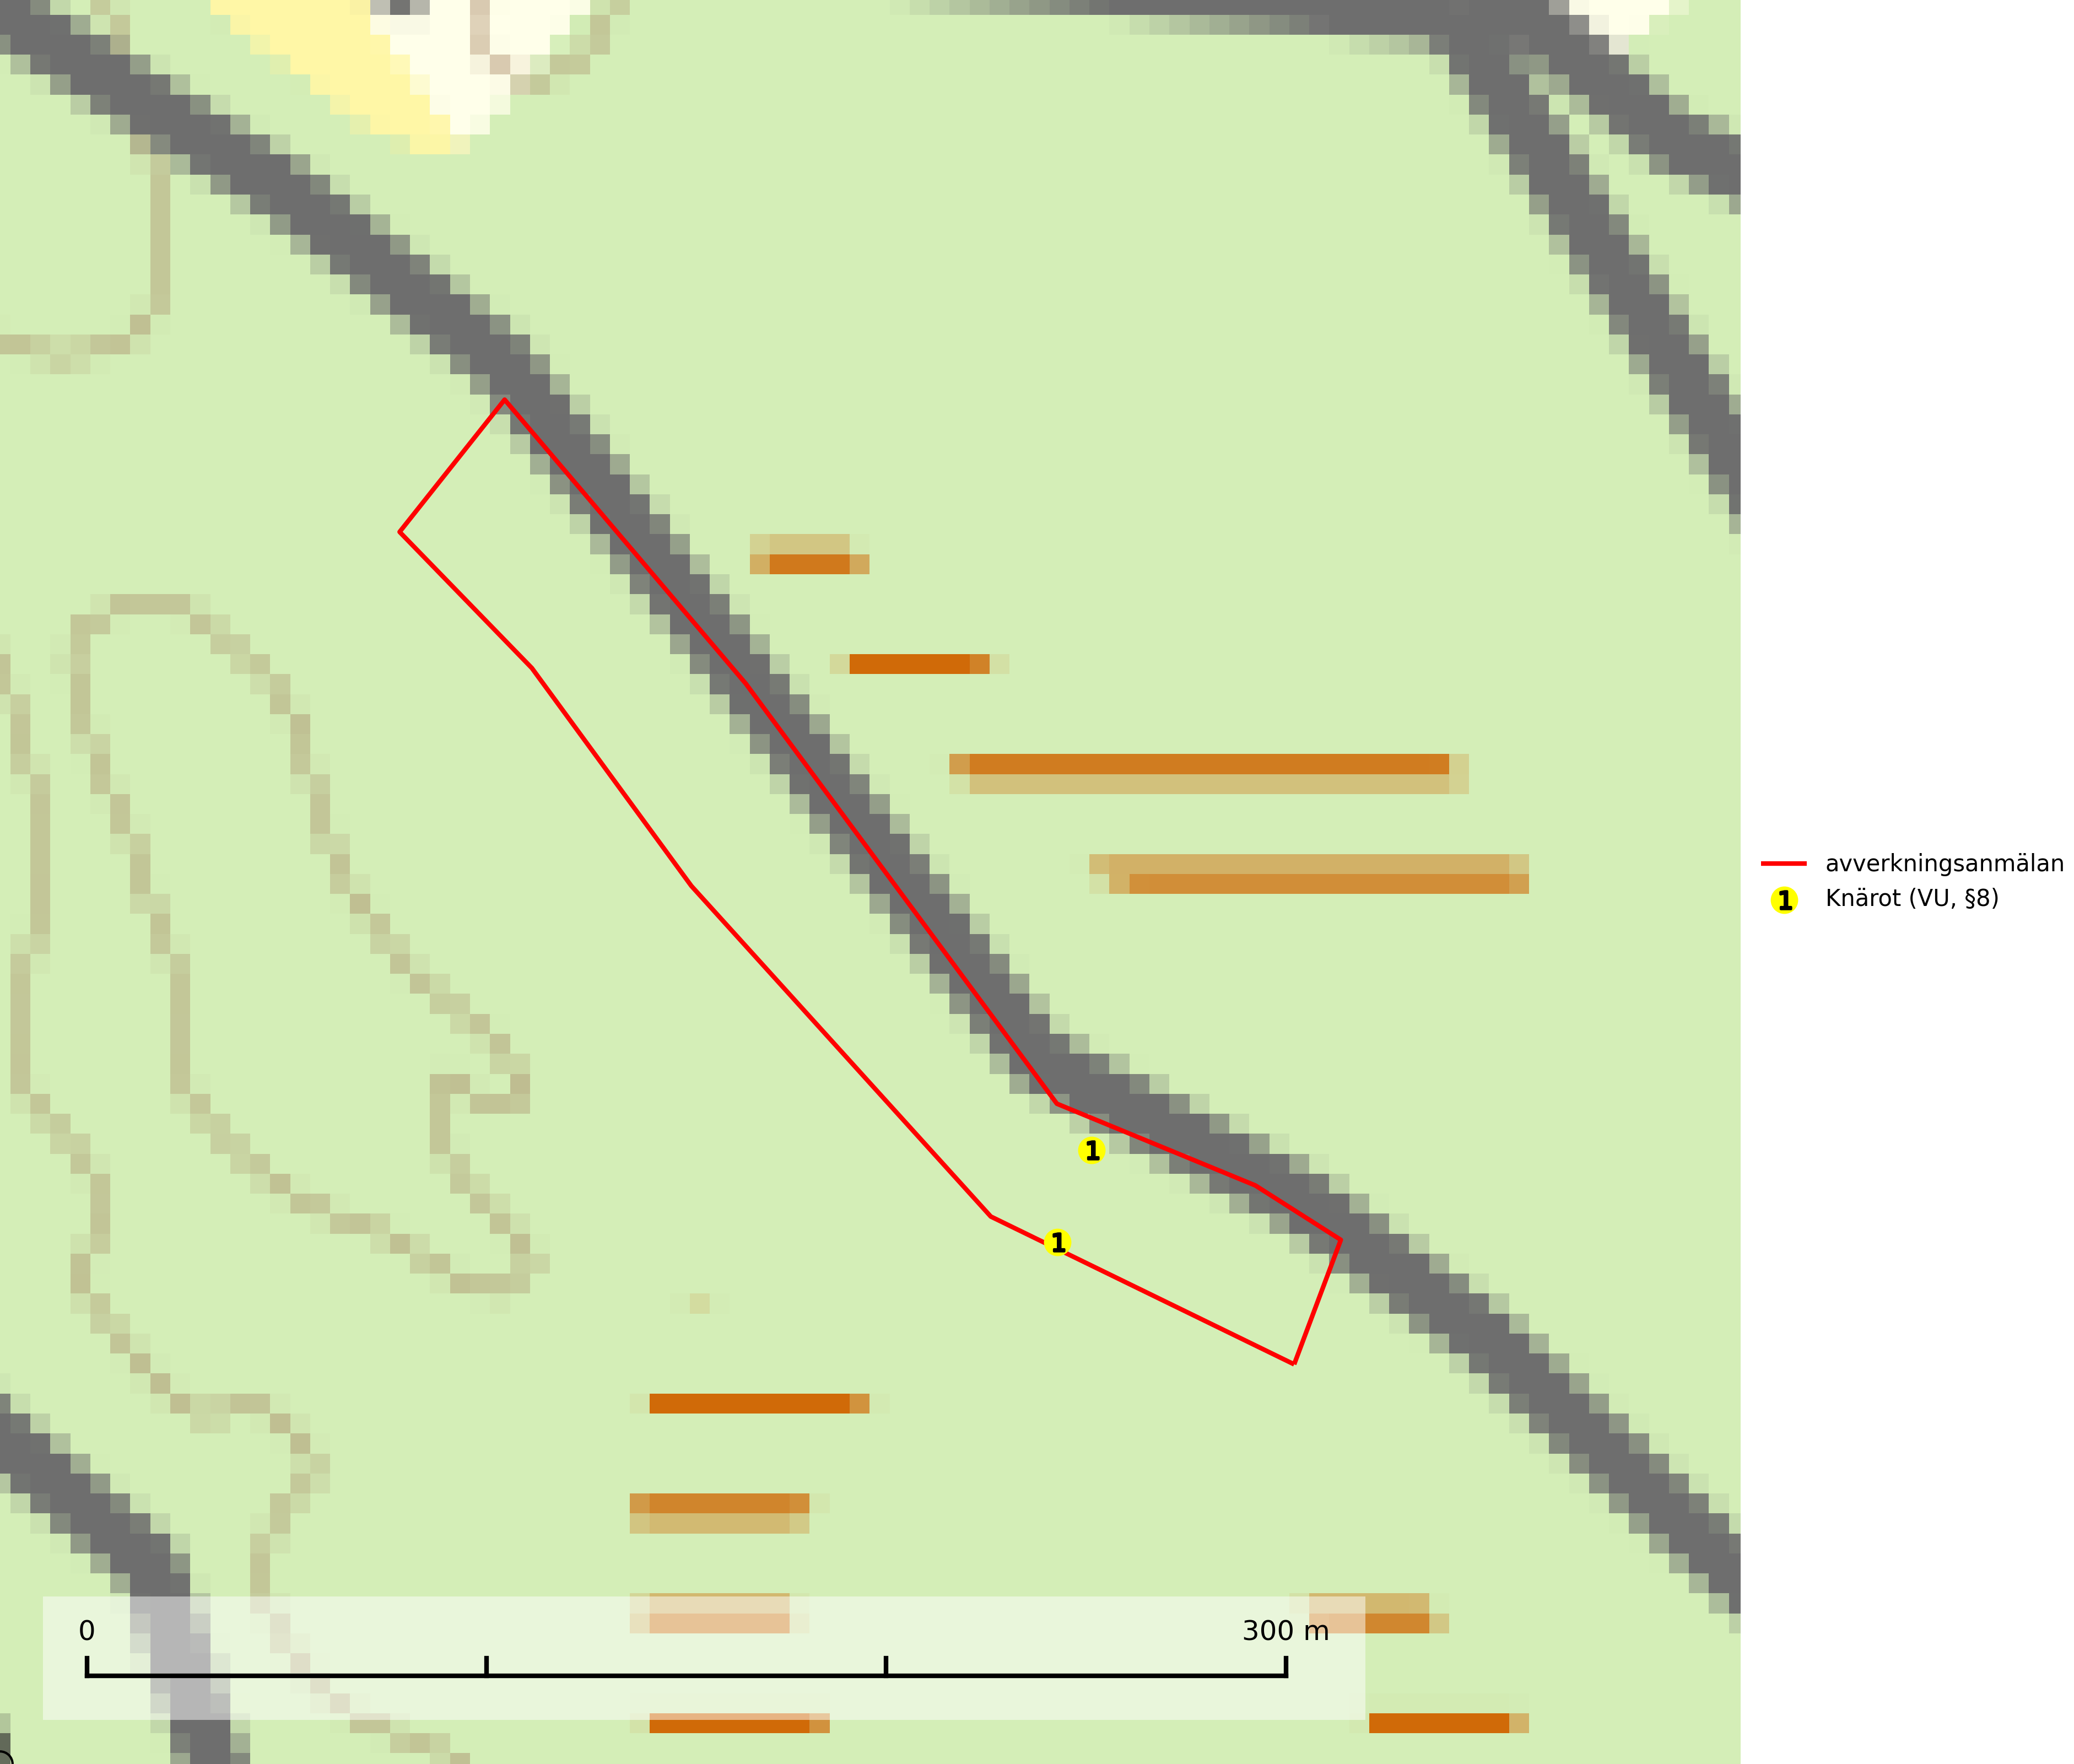 avverkningsanmälan
1 Knärot (VU, §8)
1
1
0 300 m